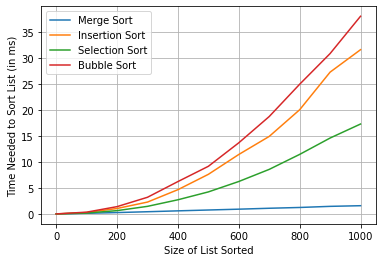 Merge Sort
Insertion Sort
Selection Sort
Bubble Sort
Time Needed to Sort List (in ms)
35
30
25
20
15
10
5
0
0 200 400 600 800 1000
Size of List Sorted